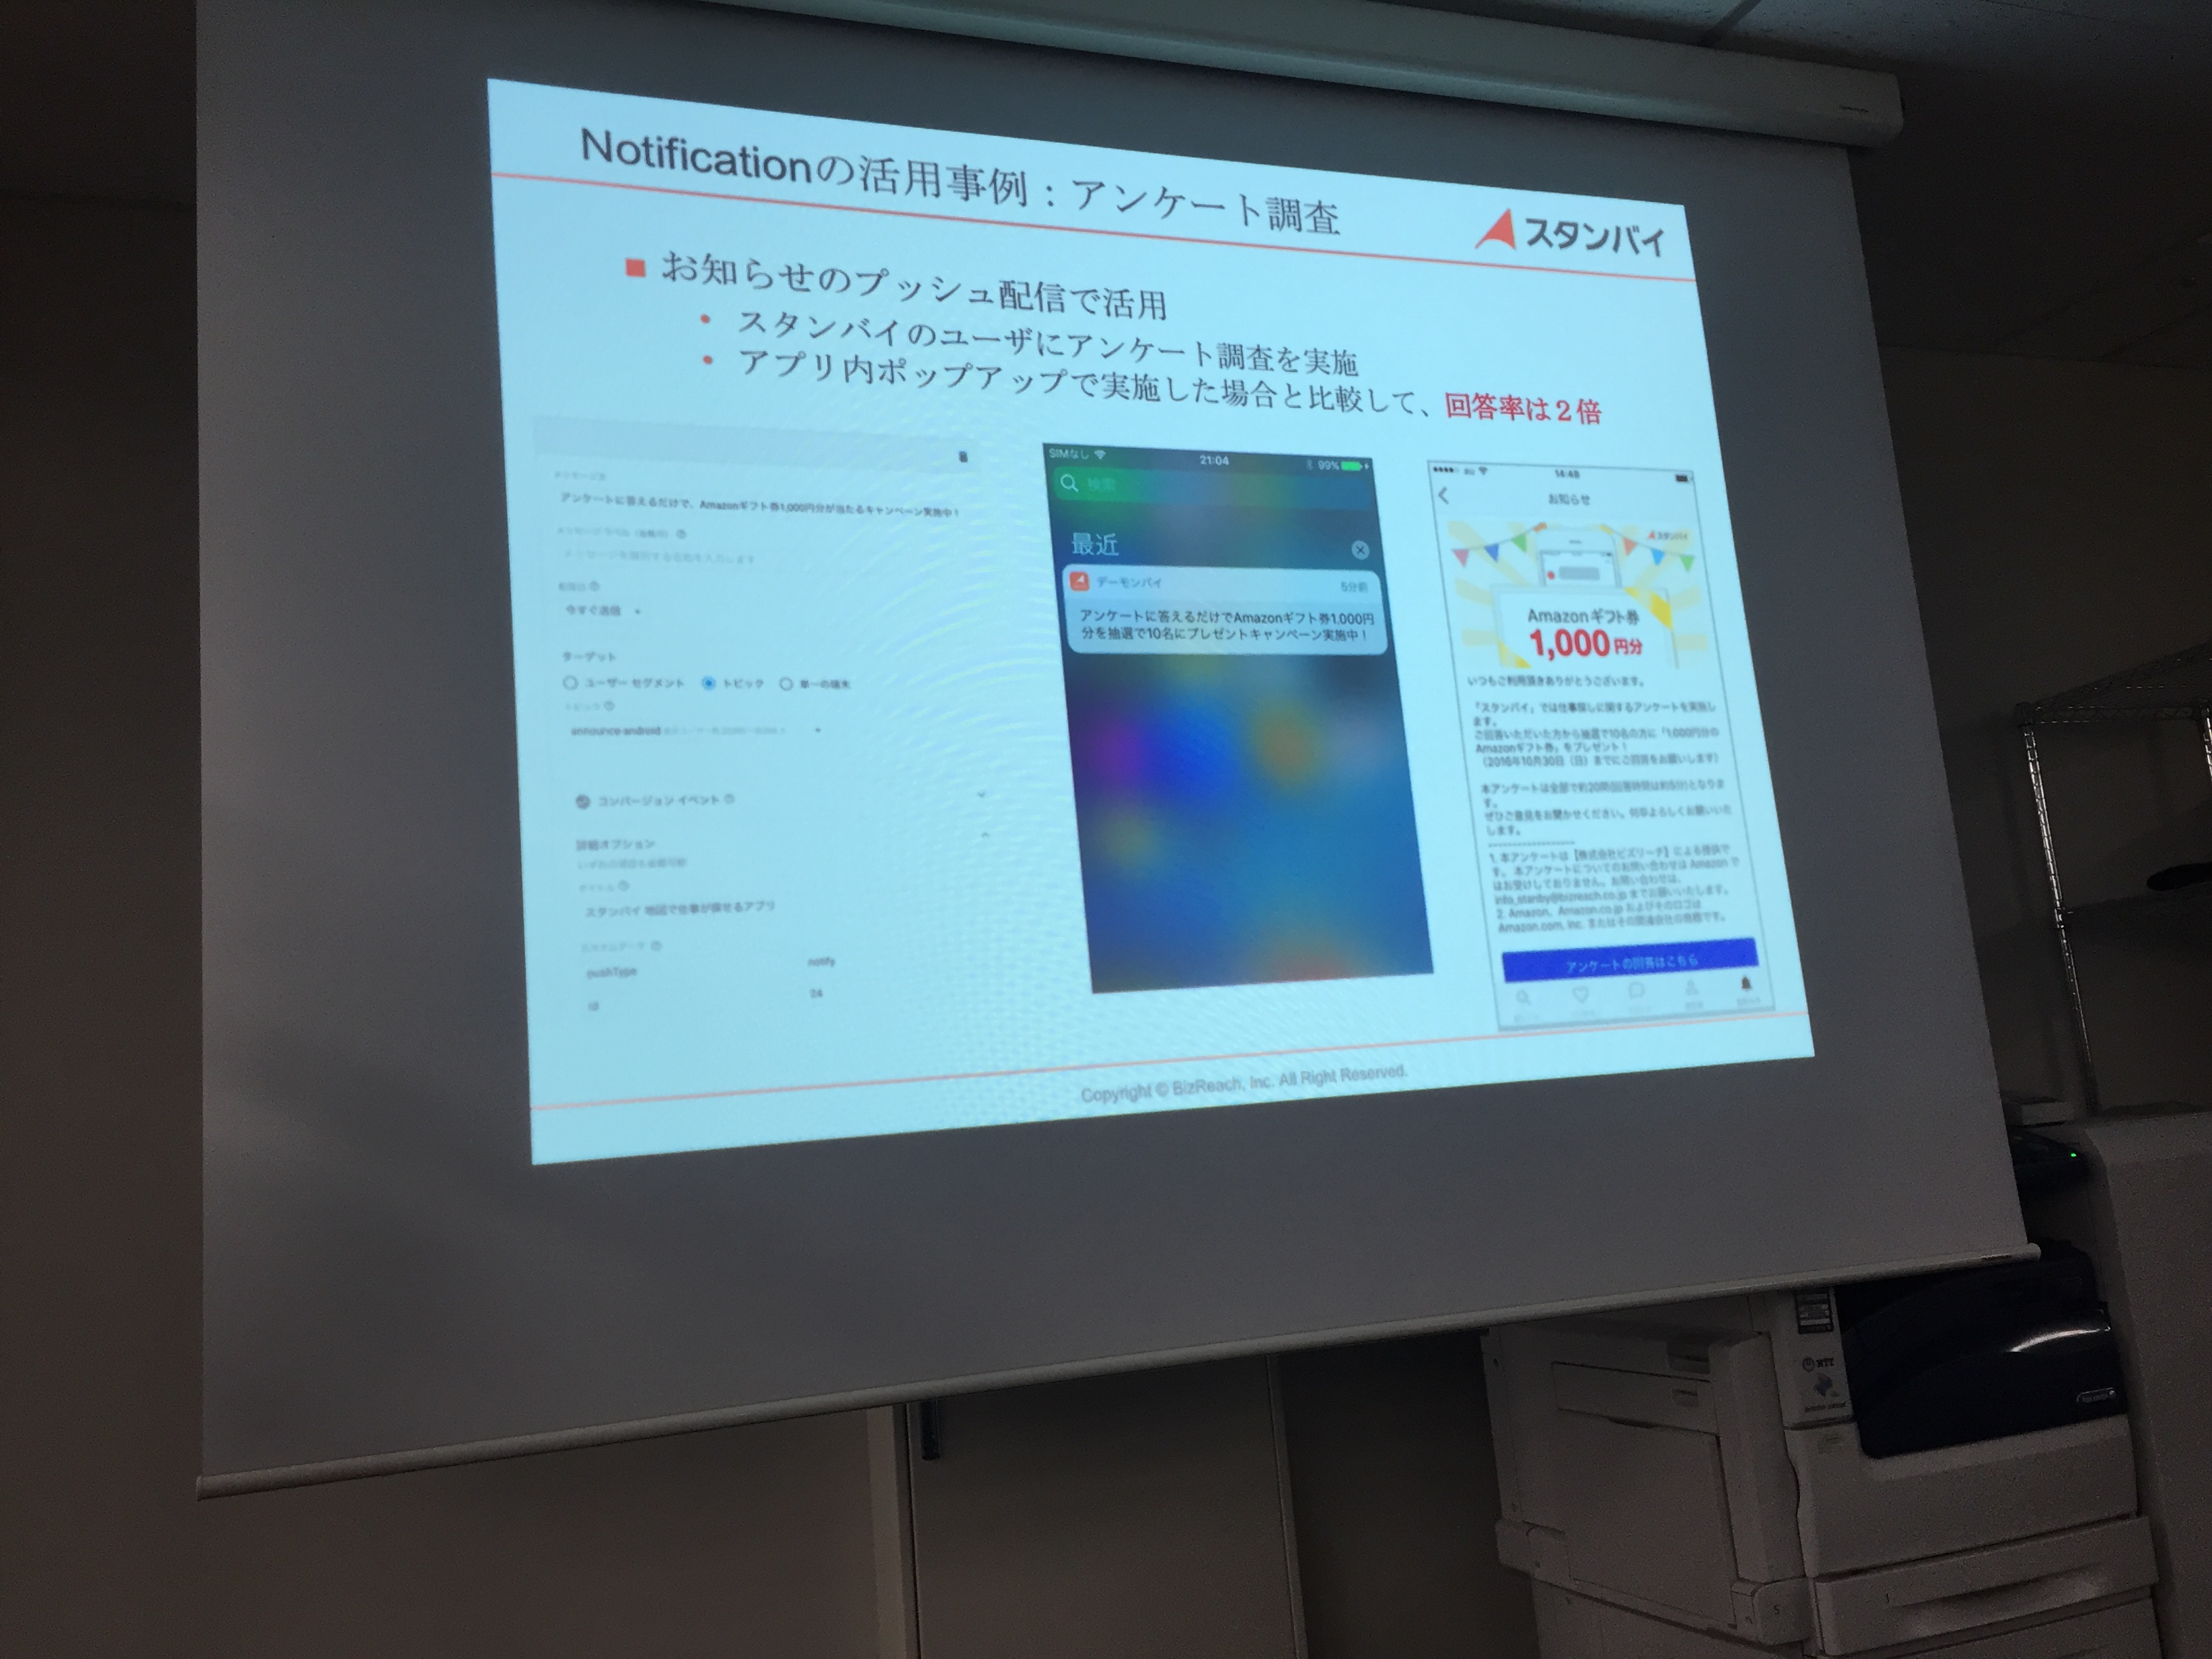 Notificationの活用事例：アンケート調査
スタンバイ
お知らせのプッシュ配信で活用
スタンバイのユーザにアンケート調査を実施
アプリ内ポップアップで実施した場合と比較して、回答率は２倍
アンケートに答えるだけで、Amazonギフト券1,000円分が当たるキャンペーン実施中！
メッセージを識別する名前を入力します
今すぐ送信
ターゲット
ユーザー セグメント トピック 単一の端末
トピック
announce-android
コンバージョン イベント
詳細オプション
スタンバイ 地図で仕事が探せるアプリ
カスタムデータ
pushType notify
id 24
SIMなし 21:04 99%
検索
最近
デーモンバイ 5分前
アンケートに答えるだけでAmazonギフト券1,000円
分を抽選で10名にプレゼントキャンペーン実施中！
14:48
お知らせ
スタンバイ
Amazonギフト券
1,000円分
いつもご利用頂きありがとうございます。
「スタンバイ」では仕事探しに関するアンケートを実施し
ます。
ご回答いただいた方から抽選で10名の方に「1,000円分の
Amazonギフト券」をプレゼント！
（2016年10月30日（日）までにご回答をお願いします）
本アンケートは全部で約20問(回答時間は約5分)となりま
す。
ぜひご意見をお聞かせください。何卒よろしくお願いいた
します。
1. 本アンケートは【株式会社ビズリーチ】による提供で
す。本アンケートについてのお問い合わせは Amazon で
はお受けしておりません。お問い合わせは、
info_stanby@bizreach.co.jp までお願いいたします。
2. Amazon、Amazon.co.jp およびそのロゴは
Amazon.com, Inc. またはその関連会社の商標です。
アンケートの回答はこちら
Copyright © BizReach, Inc. All Right Reserved.
NTT